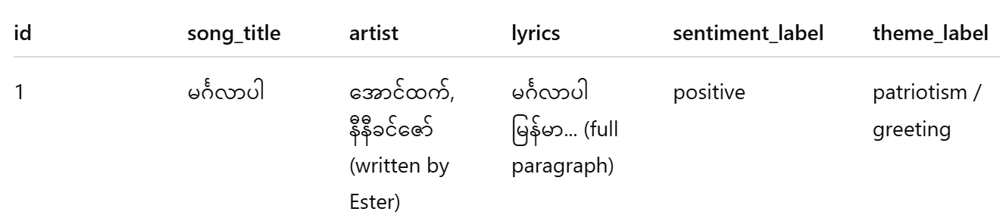 id song_title artist lyrics sentiment_label theme_label
1 မင်္ဂလာပါ အောင်ထက်, မင်္ဂလာပါ positive patriotism /
နီနီခင်ဇော် မြန်မာ... (full greeting
(written by paragraph)
Ester)